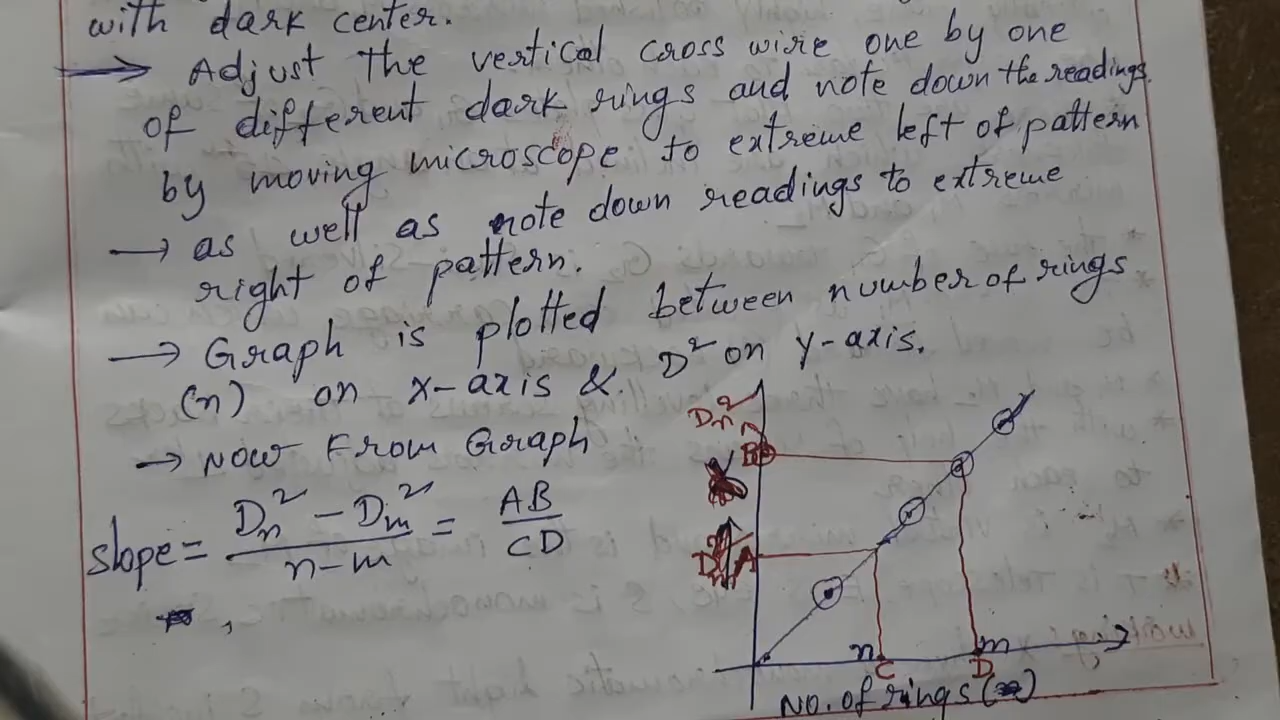 with dark center.
→ Adjust the vertical cross wire one by one
of different dark rings and note down the readings.
by moving microscope to extreme left of pattern
→ as well as note down readings to extreme
right of pattern.
→ Graph is plotted between number of rings
(n) on x-axis & D² on y-axis.
→ Now From Graph
slope = Dn² - Dm² / n-m = AB / CD
Dn²
B
A
n m
C D
No. of rings